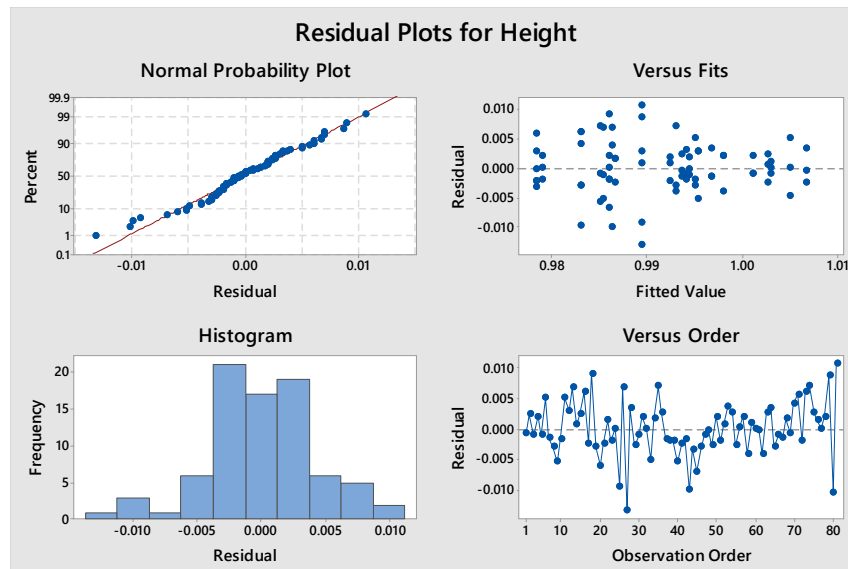 Residual Plots for Height
Normal Probability Plot
99.9
99
90
50
10
1
0.1
Percent
-0.01 0.00 0.01
Residual
Versus Fits
0.010
0.005
0.000
-0.005
-0.010
Residual
0.98 0.99 1.00 1.01
Fitted Value
Histogram
20
15
10
5
0
Frequency
-0.010 -0.005 0.000 0.005 0.010
Residual
Versus Order
0.010
0.005
0.000
-0.005
-0.010
Residual
1 10 20 30 40 50 60 70 80
Observation Order